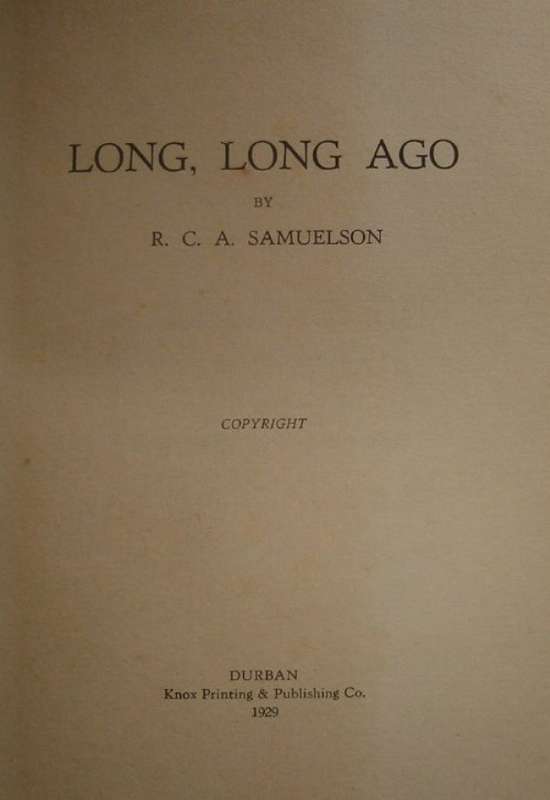 LONG, LONG AGO
BY
R. C. A. SAMUELSON
COPYRIGHT
DURBAN
Knox Printing & Publishing Co.
1929